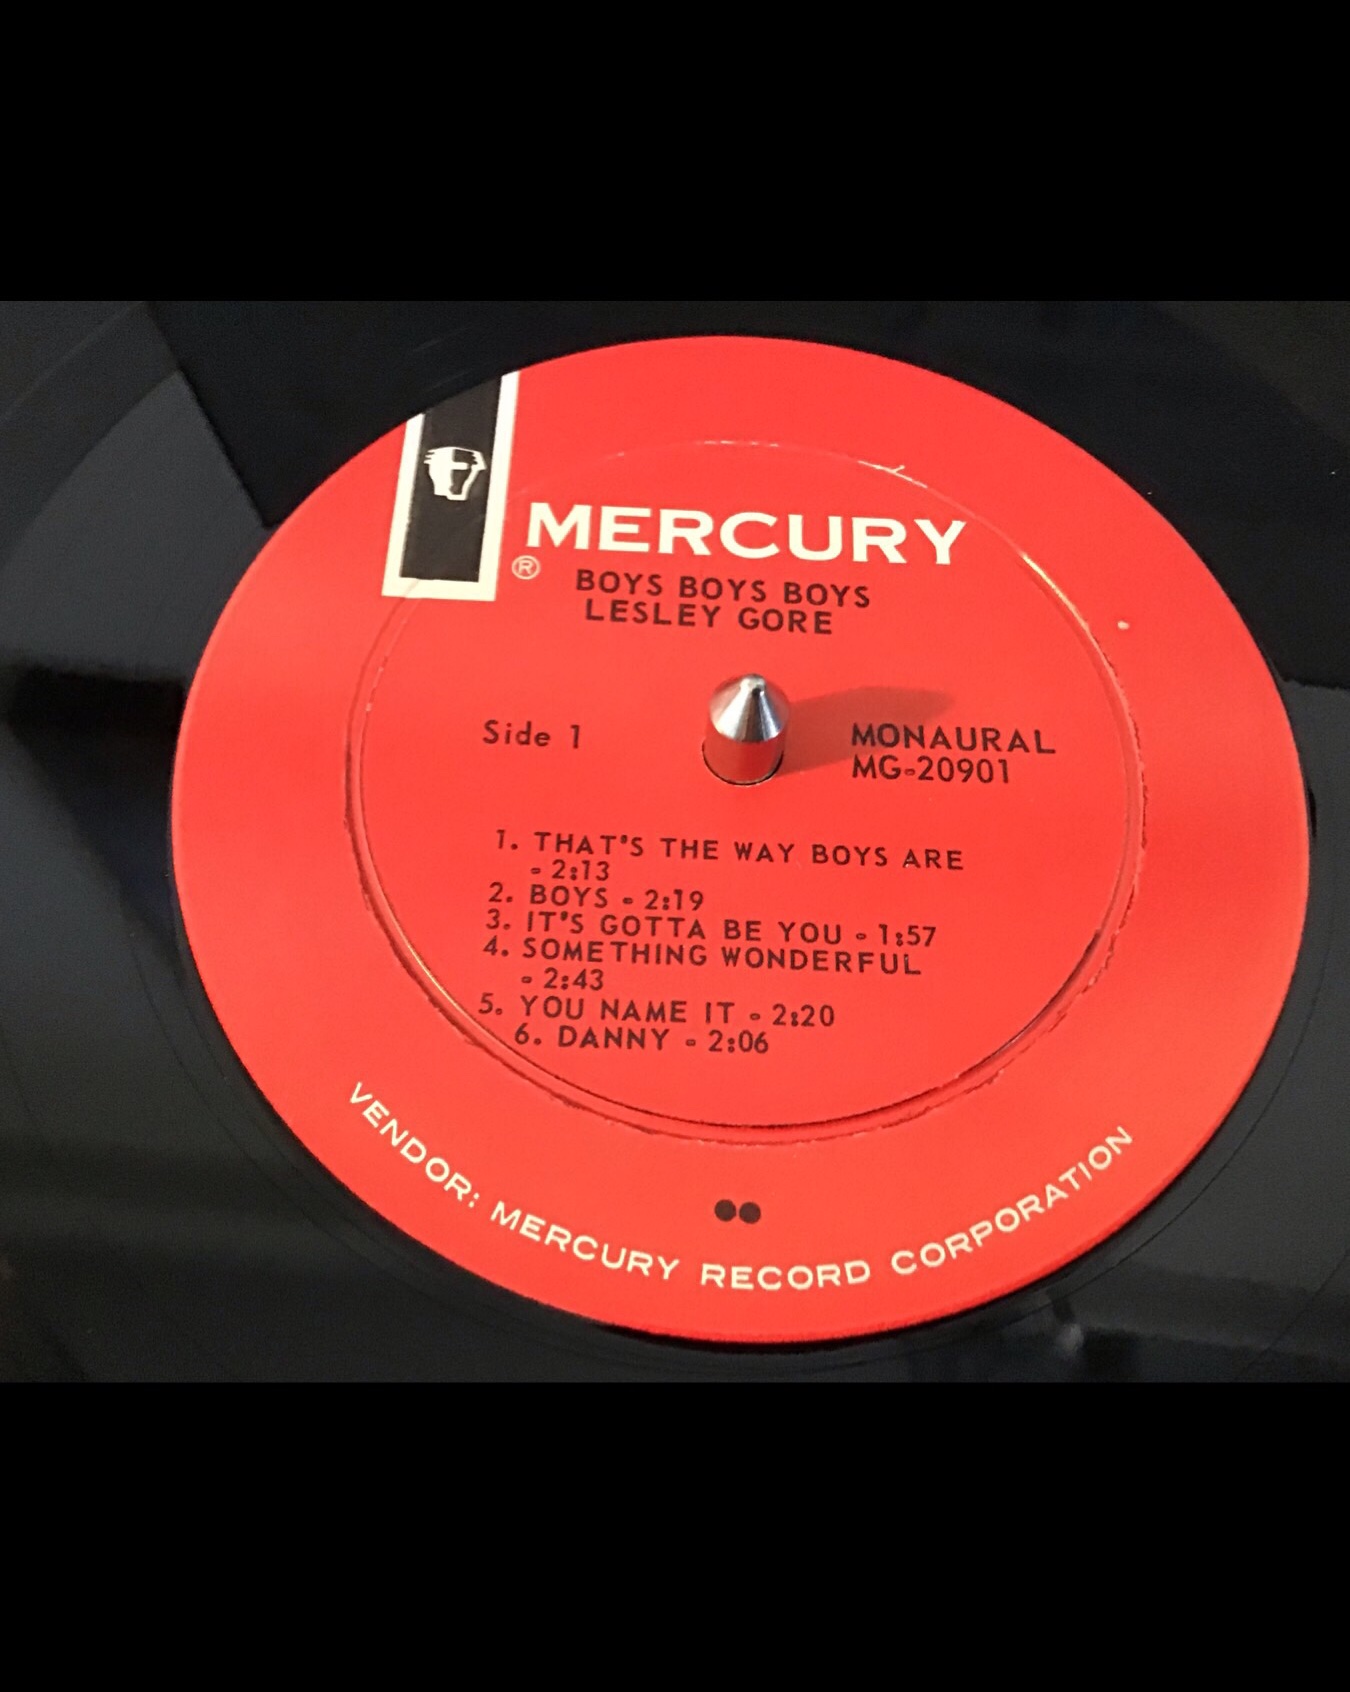 MERCURY
®
BOYS BOYS BOYS
LESLEY GORE
Side 1
MONAURAL
MG-20901
1. THAT'S THE WAY BOYS ARE
- 2:13
2. BOYS - 2:19
3. IT'S GOTTA BE YOU - 1:57
4. SOMETHING WONDERFUL
- 2:43
5. YOU NAME IT - 2:20
6. DANNY - 2:06
VENDOR: MERCURY RECORD CORPORATION